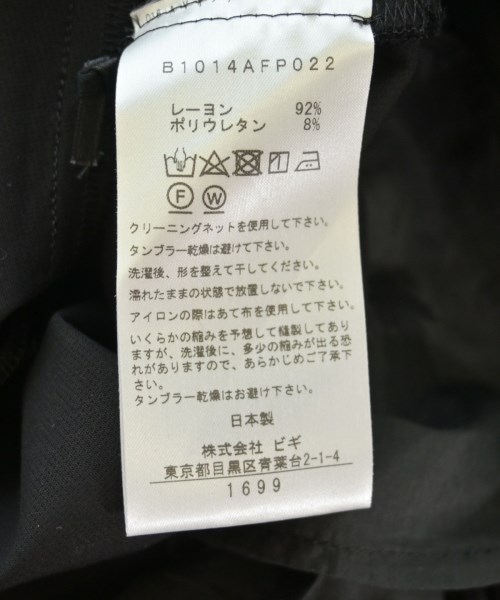 B1014AFP022
レーヨン 92%
ポリウレタン 8%
F W
クリーニングネットを使用して下さい。
タンブラー乾燥は避けて下さい。
洗濯後、形を整えて干してください。
濡れたままの状態で放置しないで下さい。
アイロンの際はあて布を使用して下さい。
いくらかの縮みを予想して縫製してあり
ますが、洗濯後に、多少の縮みが出る恐
れがありますので、あらかじめご了承下
さい。
タンブラー乾燥はお避け下さい。
日本製
株式会社 ビギ
東京都目黒区青葉台2-1-4
1699